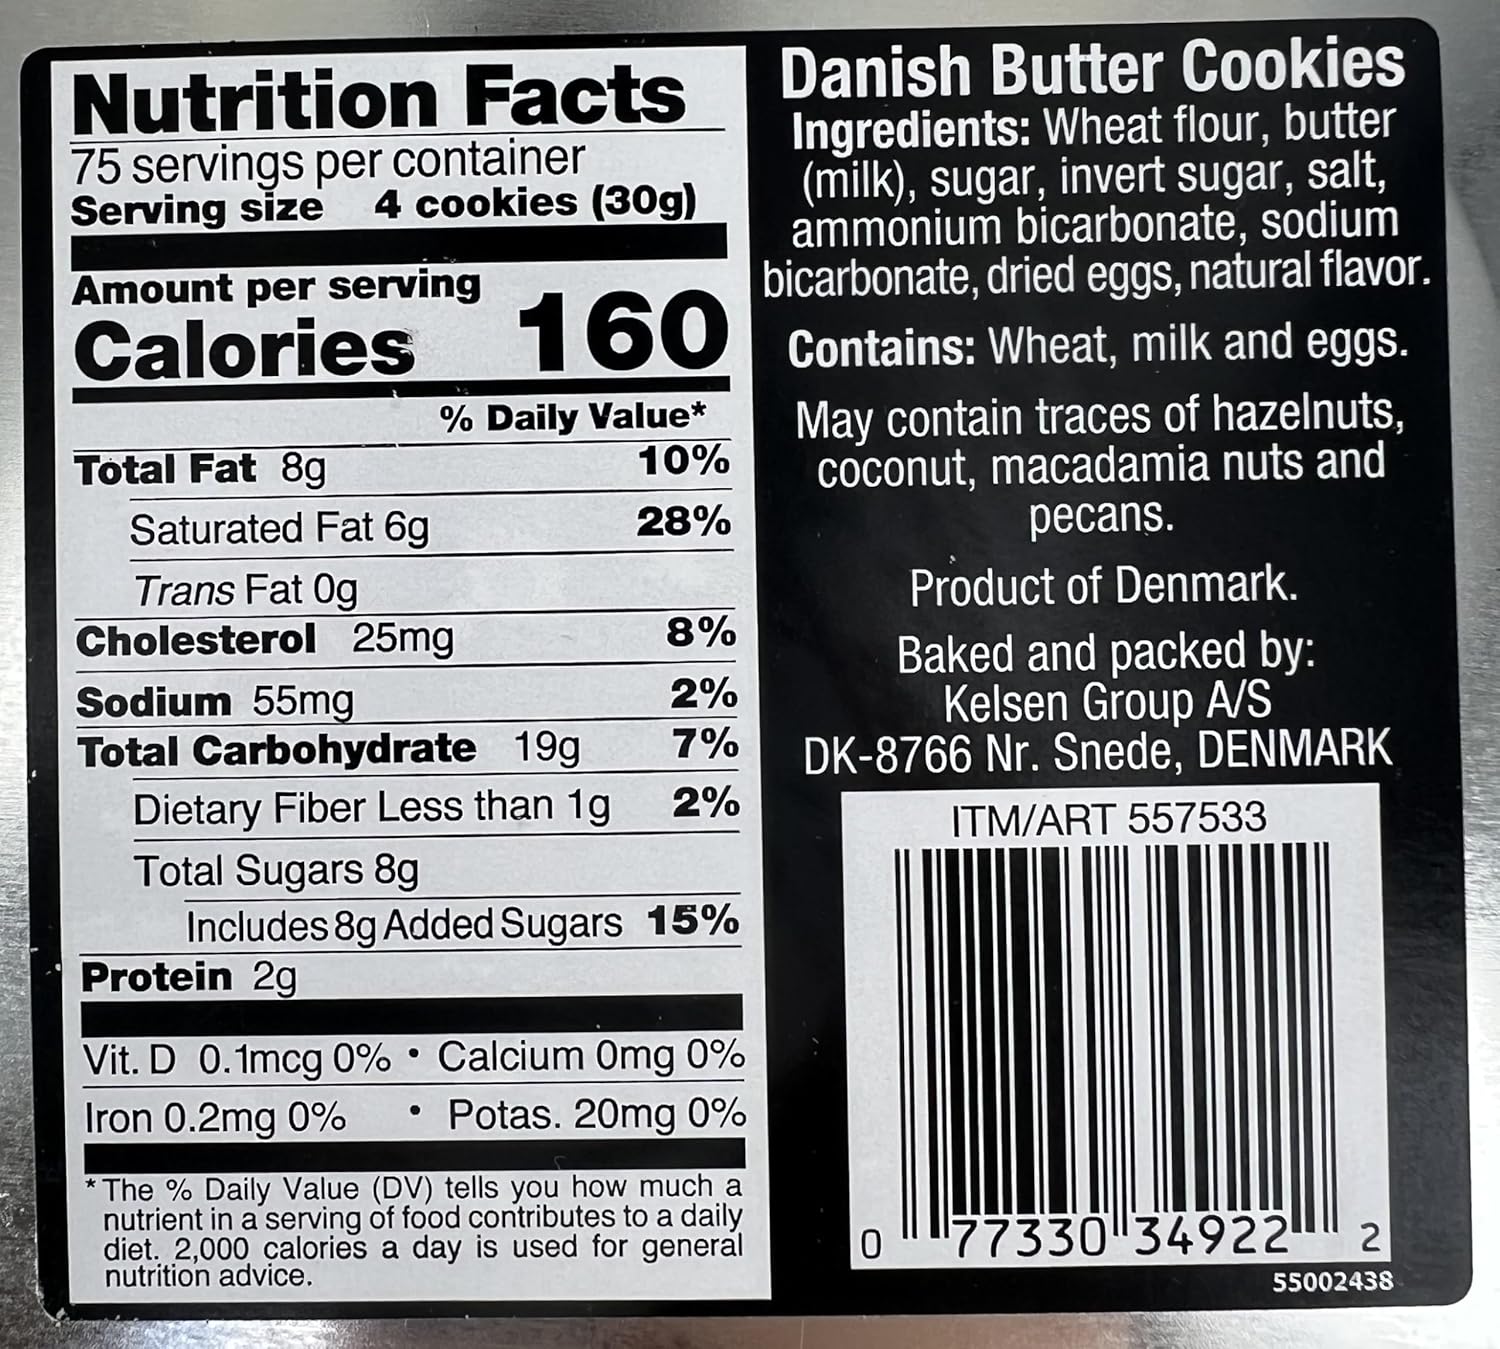 Nutrition Facts
75 servings per container
Serving size 4 cookies (30g)
Amount per serving
Calories 160
% Daily Value*
Total Fat 8g 10%
Saturated Fat 6g 28%
Trans Fat 0g
Cholesterol 25mg 8%
Sodium 55mg 2%
Total Carbohydrate 19g 7%
Dietary Fiber Less than 1g 2%
Total Sugars 8g
Includes 8g Added Sugars 15%
Protein 2g
Vit. D 0.1mcg 0% • Calcium 0mg 0%
Iron 0.2mg 0% • Potas. 20mg 0%
* The % Daily Value (DV) tells you how much a
nutrient in a serving of food contributes to a daily
diet. 2,000 calories a day is used for general
nutrition advice.
Danish Butter Cookies
Ingredients: Wheat flour, butter
(milk), sugar, invert sugar, salt,
ammonium bicarbonate, sodium
bicarbonate, dried eggs, natural flavor.
Contains: Wheat, milk and eggs.
May contain traces of hazelnuts,
coconut, macadamia nuts and
pecans.
Product of Denmark.
Baked and packed by:
Kelsen Group A/S
DK-8766 Nr. Snede, DENMARK
ITM/ART 557533
0 77330 34922 2
55002438